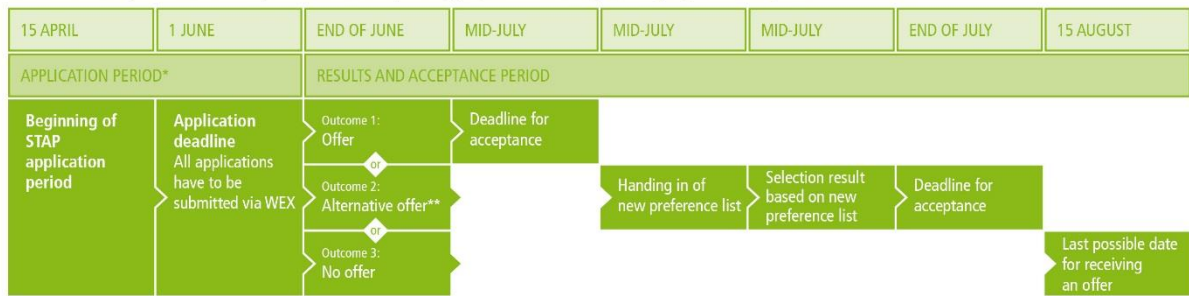 15 APRIL
1 JUNE
END OF JUNE
MID-JULY
MID-JULY
MID-JULY
END OF JULY
15 AUGUST
APPLICATION PERIOD*
RESULTS AND ACCEPTANCE PERIOD
Beginning of
STAP
application
period
Application
deadline
All applications
have to be
submitted via WEX
Outcome 1:
Offer
Deadline for
acceptance
or
Outcome 2:
Alternative offer**
Handing in of
new preference list
Selection result
based on new
preference list
Deadline for
acceptance
or
Outcome 3:
No offer
Last possible date
for receiving
an offer